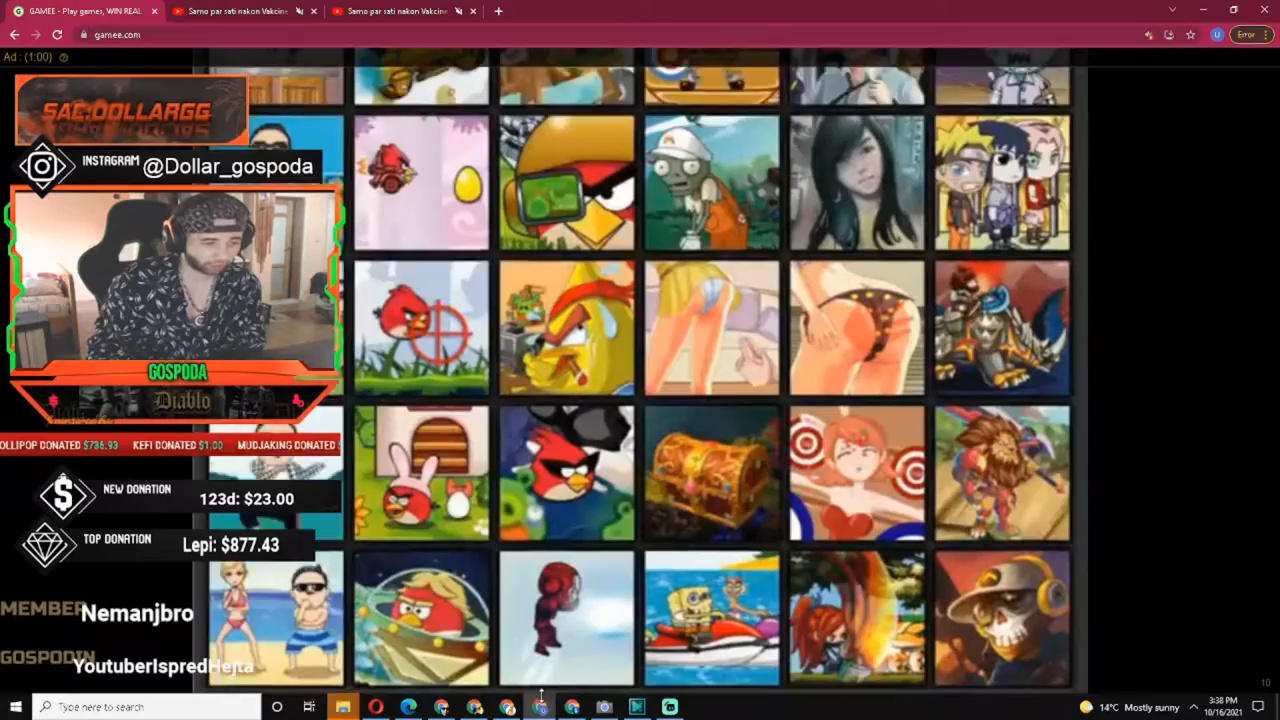 GAMEE - Play games, WIN REAL
Samo par sati nakon Vakcine
Samo par sati nakon Vakcine
gamee.com
Error
Ad : (1:00)
SAC:DOLLARGG
INSTAGRAM @Dollar_gospoda
GOSPODA
Diablo
OLLIPOP DONATED $736.93 KEFI DONATED $1.00 MUDJAKING DONATED
NEW DONATION
123d: $23.00
TOP DONATION
Lepi: $877.43
MEMBER
Nemanjbro
GOSPODIN
YoutuberIspredHejta
10
Type here to search
14°C Mostly sunny
3:38 PM
10/16/2021